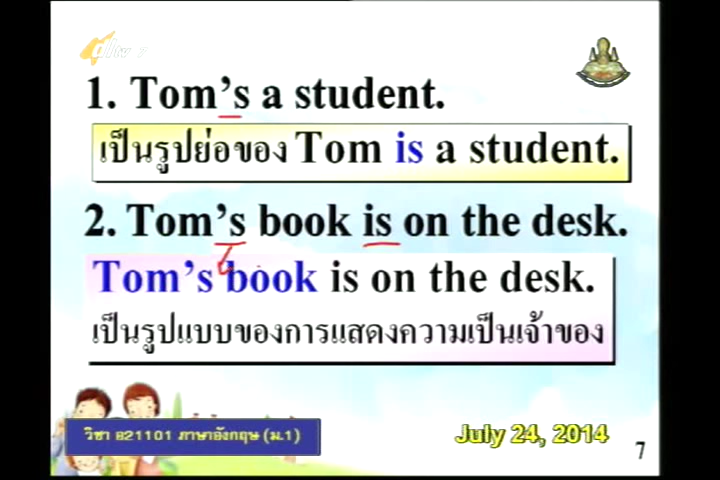 1. Tom's a student.
เป็นรูปย่อของ Tom is a student.
2. Tom's book is on the desk.
Tom's book is on the desk.
เป็นรูปแบบของการแสดงความเป็นเจ้าของ
วิชา อ21101 ภาษาอังกฤษ (ม.1)
July 24, 2014
7